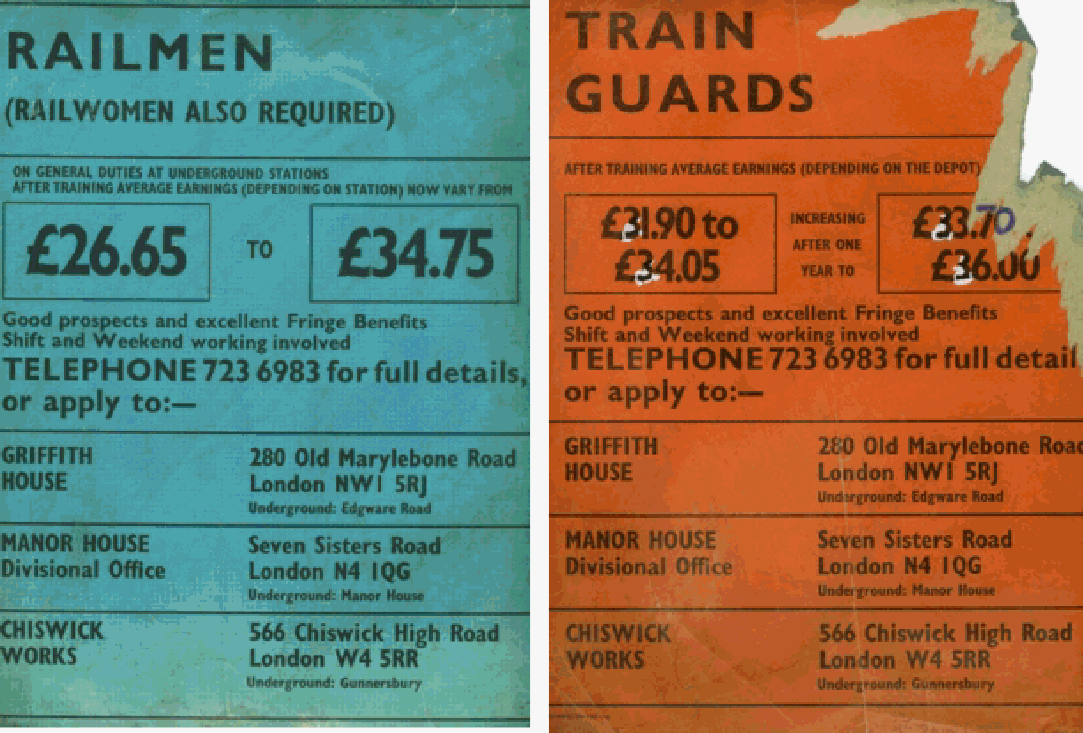 RAILMEN
(RAILWOMEN ALSO REQUIRED)
ON GENERAL DUTIES AT UNDERGROUND STATIONS
AFTER TRAINING AVERAGE EARNINGS (DEPENDING ON STATION) NOW VARY FROM
£26.65 TO £34.75
Good prospects and excellent Fringe Benefits
Shift and Weekend working involved
TELEPHONE 723 6983 for full details,
or apply to:—
GRIFFITH HOUSE
280 Old Marylebone Road
London NW1 5RJ
Underground: Edgware Road
MANOR HOUSE
Divisional Office
Seven Sisters Road
London N4 1QG
Underground: Manor House
CHISWICK WORKS
566 Chiswick High Road
London W4 5RR
Underground: Gunnersbury
TRAIN
GUARDS
AFTER TRAINING AVERAGE EARNINGS (DEPENDING ON THE DEPOT)
£31.90 to
£34.05
INCREASING
AFTER ONE
YEAR TO
£33.70
£36.00
Good prospects and excellent Fringe Benefits
Shift and Weekend working involved
TELEPHONE 723 6983 for full detail
or apply to:—
GRIFFITH
HOUSE
280 Old Marylebone Road
London NW1 5RJ
Underground: Edgware Road
MANOR HOUSE
Divisional Office
Seven Sisters Road
London N4 1QG
Underground: Manor House
CHISWICK
WORKS
566 Chiswick High Road
London W4 5RR
Underground: Gunnersbury